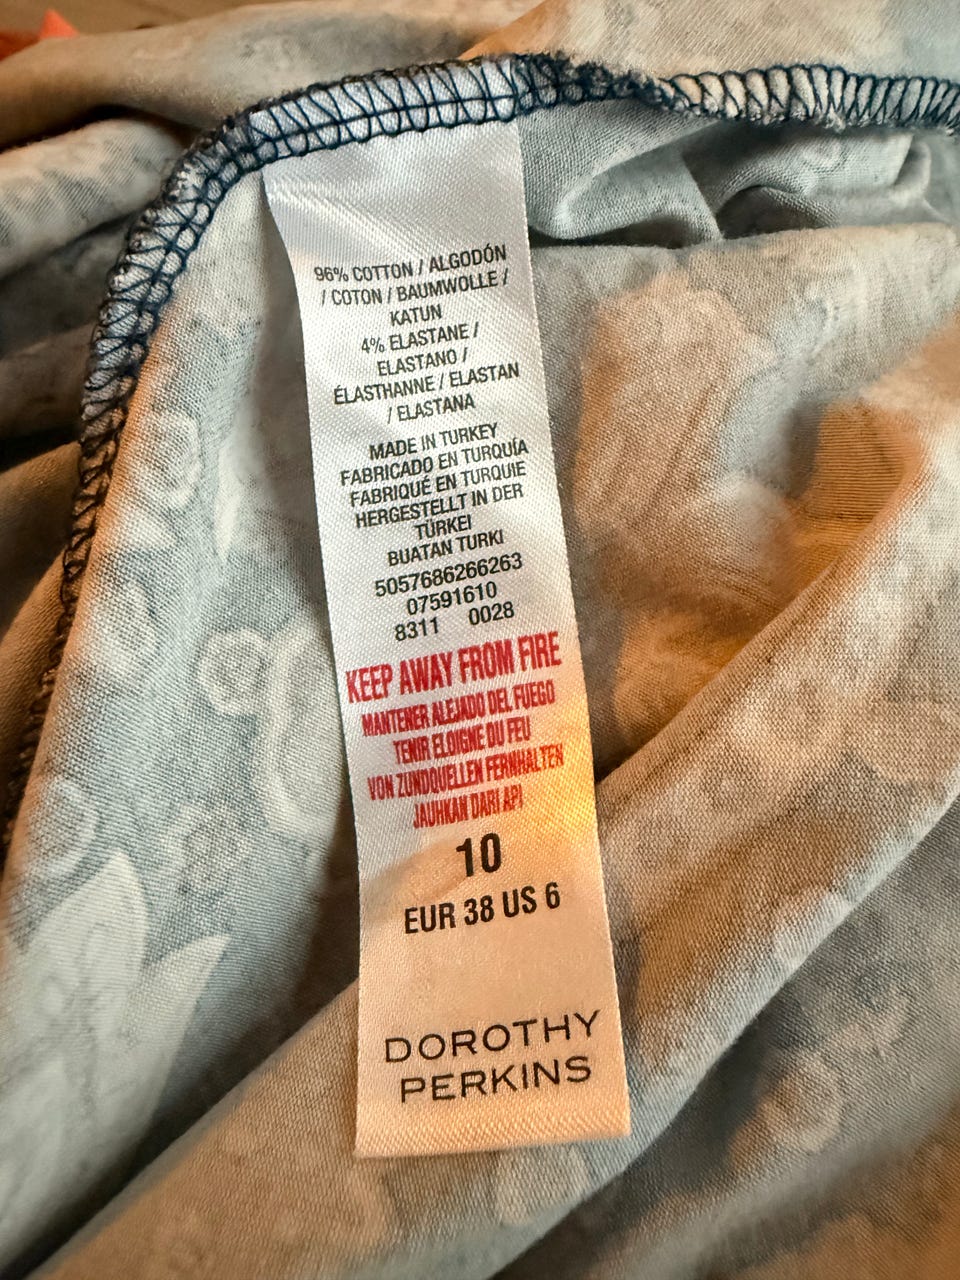 96% COTTON / ALGODÓN
/ COTON / BAUMWOLLE /
KATUN
4% ELASTANE /
ELASTANO /
ÉLASTHANNE / ELASTAN
/ ELASTANA
MADE IN TURKEY
FABRICADO EN TURQUÍA
FABRIQUÉ EN TURQUIE
HERGESTELLT IN DER
TÜRKEI
BUATAN TURKI
5057686266263
07591610
8311 0028
KEEP AWAY FROM FIRE
MANTENER ALEJADO DEL FUEGO
TENIR ELOIGNE DU FEU
VON ZUNDQUELLEN FERNHALTEN
JAUHKAN DARI API
10
EUR 38 US 6
DOROTHY
PERKINS